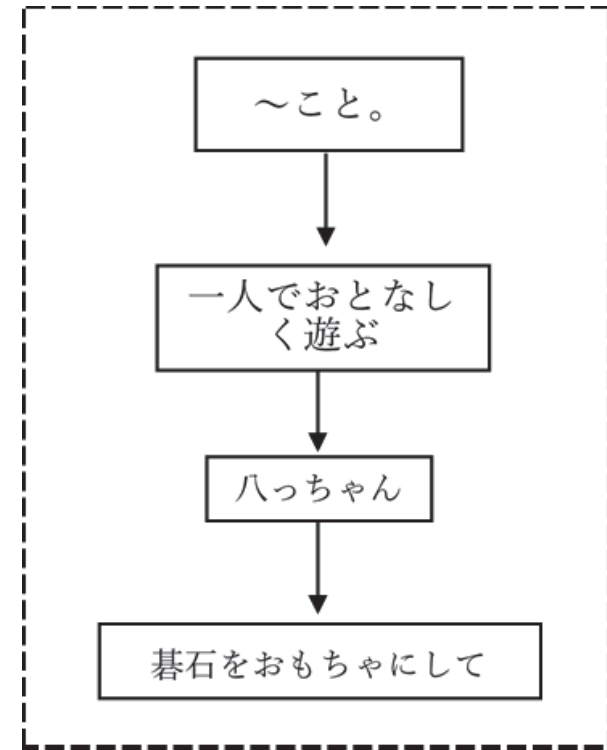 ～こと。
一人でおとなし
く遊ぶ
八っちゃん
碁石をおもちゃにして